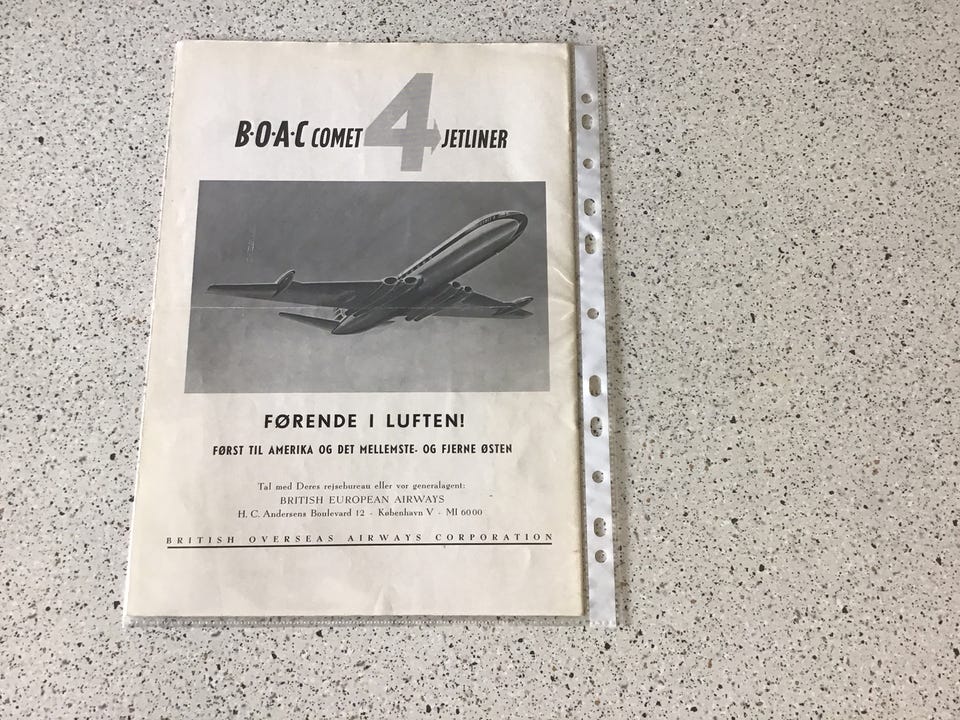 B·O·A·C COMET 4 JETLINER
FØRENDE I LUFTEN!
FØRST TIL AMERIKA OG DET MELLEMSTE- OG FJERNE ØSTEN
Tal med Deres rejsebureau eller vor generalagent:
BRITISH EUROPEAN AIRWAYS
H. C. Andersens Boulevard 12 - København V - MI 6000
BRITISH OVERSEAS AIRWAYS CORPORATION